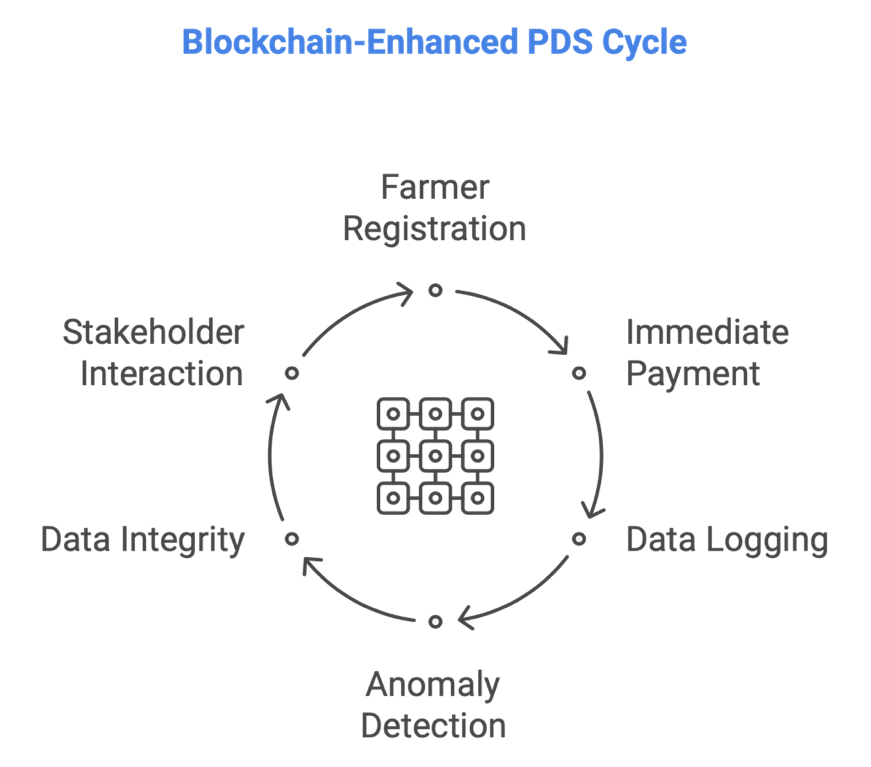 Blockchain-Enhanced PDS Cycle
Farmer
Registration
Immediate
Payment
Data Logging
Anomaly
Detection
Data Integrity
Stakeholder
Interaction